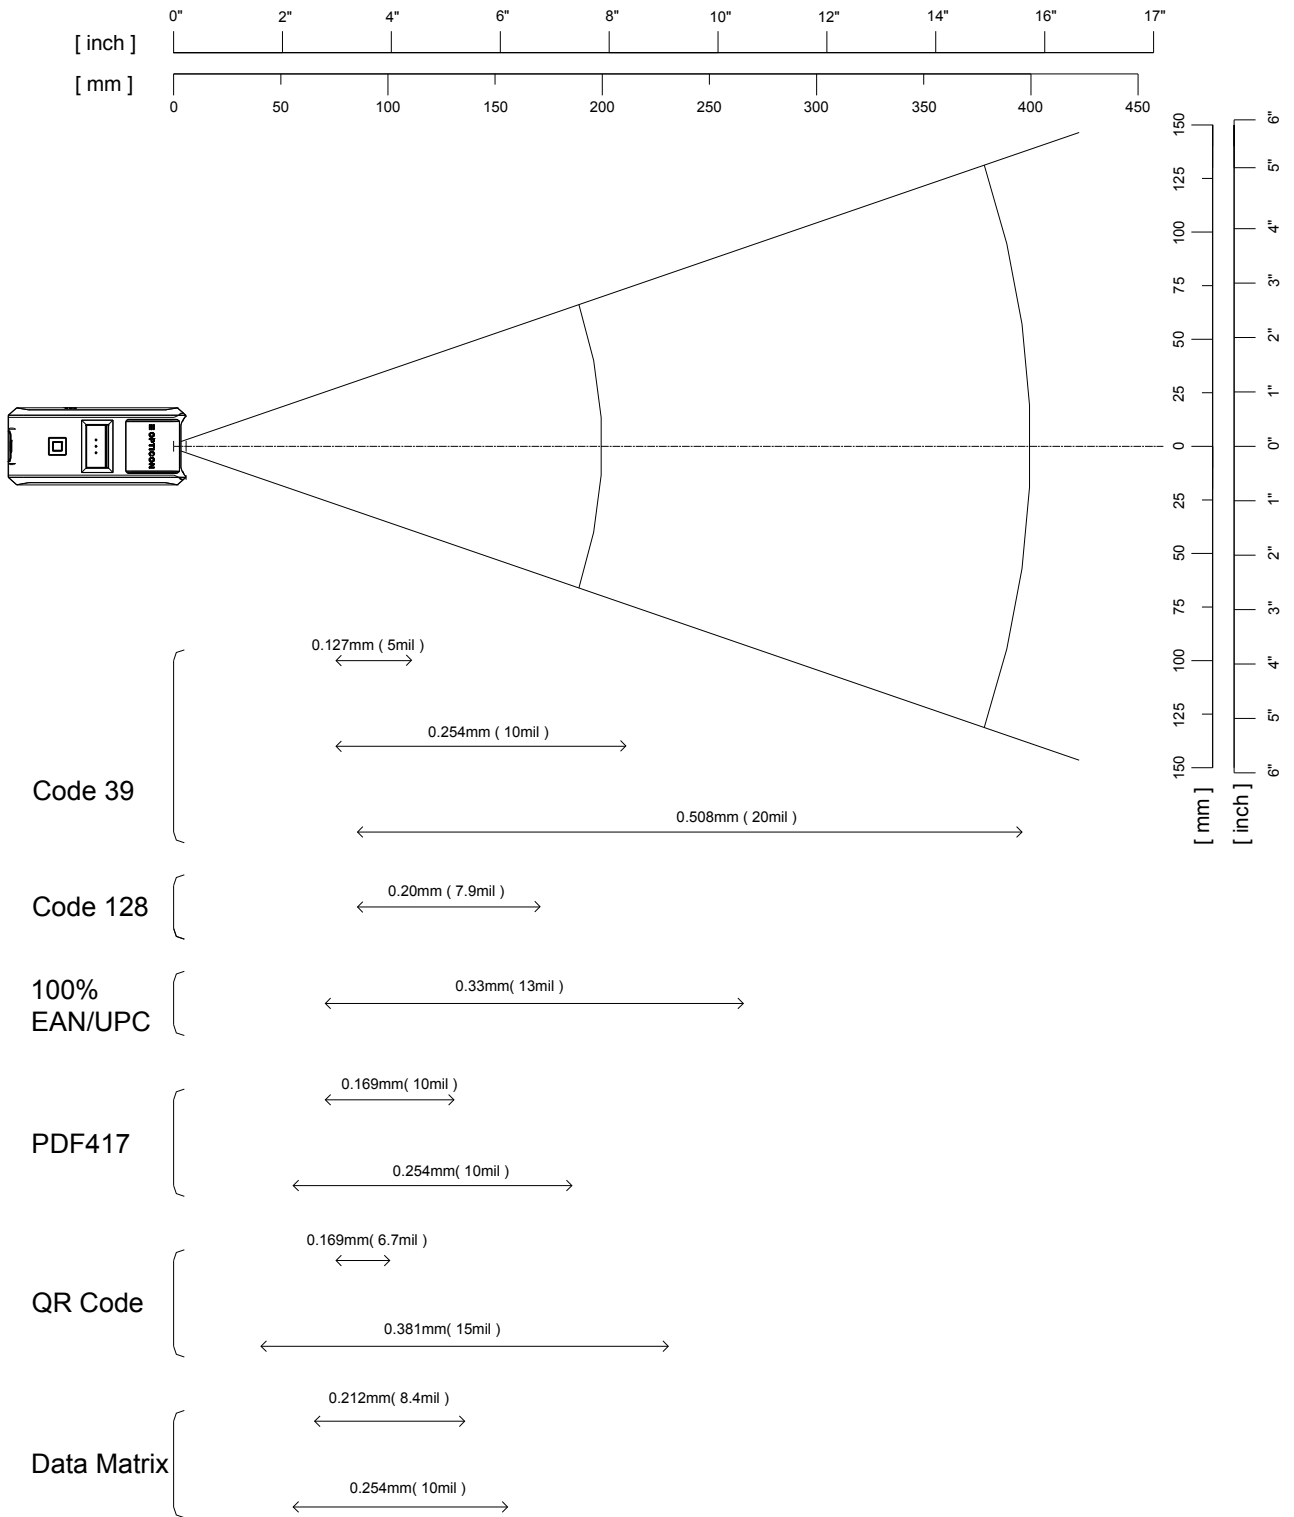 0" 2" 4" 6" 8" 10" 12" 14" 16" 17"
[ inch ]
[ mm ]
0 50 100 150 200 250 300 350 400 450
150 125 100 75 50 25 0 25 50 75 100 125 150
[ mm ]
6" 5" 4" 3" 2" 1" 0" 1" 2" 3" 4" 5" 6"
[ inch ]
OPTICON
Code 39
0.127mm ( 5mil )
0.254mm ( 10mil )
0.508mm ( 20mil )
Code 128
0.20mm ( 7.9mil )
100%
EAN/UPC
0.33mm( 13mil )
PDF417
0.169mm( 10mil )
0.254mm( 10mil )
QR Code
0.169mm( 6.7mil )
0.381mm( 15mil )
Data Matrix
0.212mm( 8.4mil )
0.254mm( 10mil )